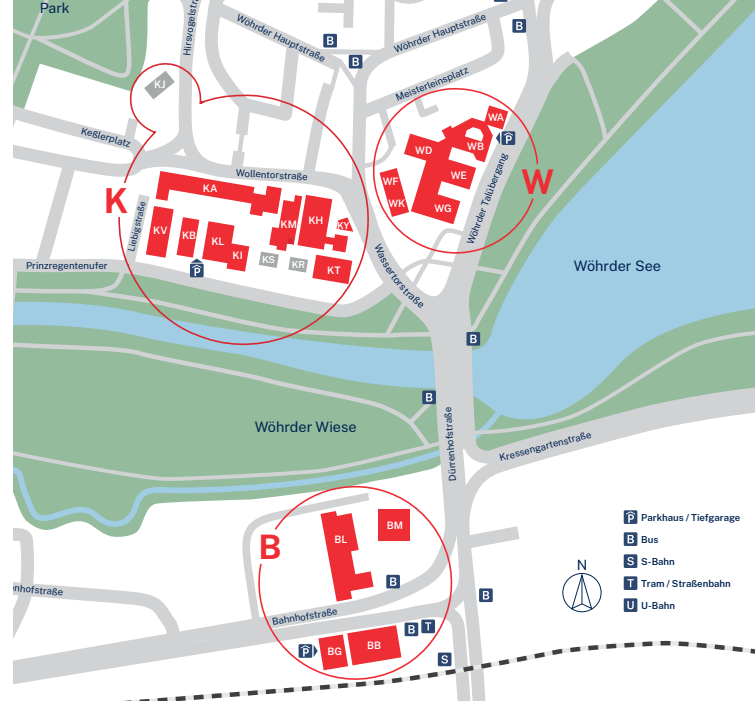 Park
Hirsvogelstr
Wöhrder Hauptstraße
B
B
Wöhrder Hauptstraße
B
Meisterleinsplatz
KJ
Keßlerplatz
Wollentorstraße
WA
P
WD
WB
WE
WF
WK
WG
W
Wöhrder Talübergang
K
KA
Liebigstraße
KV
KB
KL
KI
KM
KH
KY
KS
KR
KT
P
Prinzregentenufer
Wassertorstraße
Wöhrder See
B
B
Wöhrder Wiese
Dürrenhofstraße
Kressengartenstraße
B
BL
BM
B
B
enhofstraße
Bahnhofstraße
P
BG
BB
B
T
S
P Parkhaus / Tiefgarage
B Bus
S S-Bahn
T Tram / Straßenbahn
U U-Bahn
N